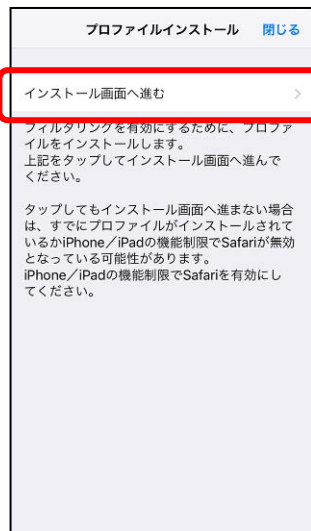 プロファイルインストール 閉じる
インストール画面へ進む
フィルタリングを有効にするために、プロファ
イルをインストールします。
上記をタップしてインストール画面へ進んで
ください。
タップしてもインストール画面へ進まない場合
は、すでにプロファイルがインストールされて
いるかiPhone／iPadの機能制限でSafariが無効
となっている可能性があります。
iPhone／iPadの機能制限でSafariを有効にし
てください。